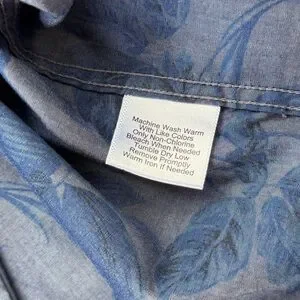 Machine Wash Warm
With Like Colors
Only Non-Chlorine
Bleach When Needed
Tumble Dry Low
Remove Promptly
Warm Iron If Needed